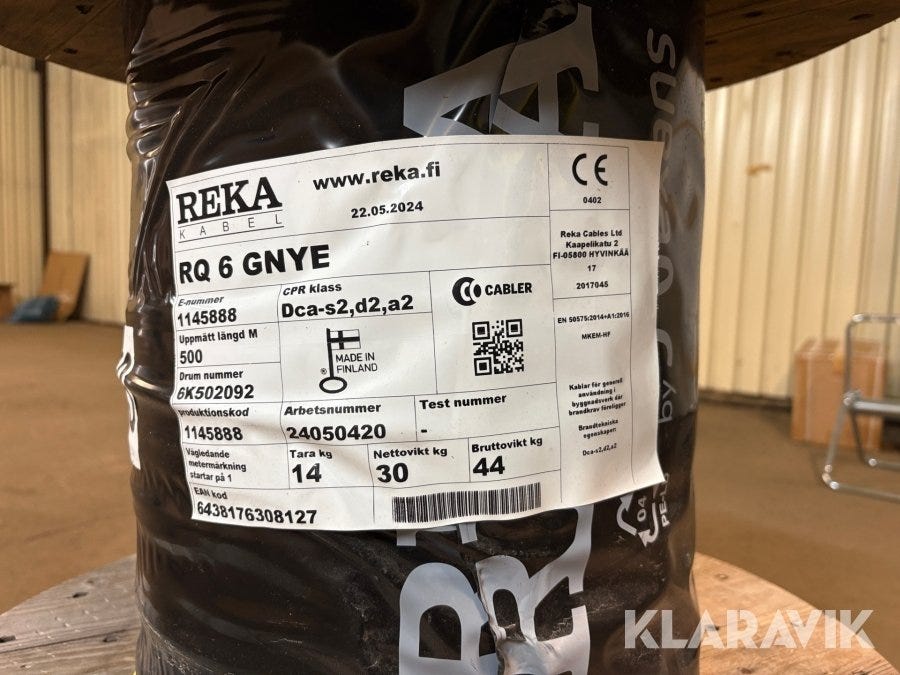 REKA
KABEL
www.reka.fi
22.05.2024
RQ 6 GNYE
E-nummer
1145888
CPR klass
Dca-s2,d2,a2
CABLER
Uppmätt längd M
500
MADE IN
FINLAND
Drum nummer
6K502092
produktionskod
1145888
Arbetsnummer
24050420
Test nummer
-
Vägledande
metermärkning
startar på 1
Tara kg
14
Nettovikt kg
30
Bruttovikt kg
44
EAN kod
6438176308127
CE
0402
Reka Cables Ltd
Kaapelikatu 2
FI-05800 HYVINKÄÄ
17
2017045
EN 50575:2014+A1:2016
MKEM-HF
Kablar för generell
användning i
byggnadsverk där
brandkrav föreligger
Brandtekniska
egenskaper:
Dca-s2,d2,a2
by
04
PE-L
KLARAVIK